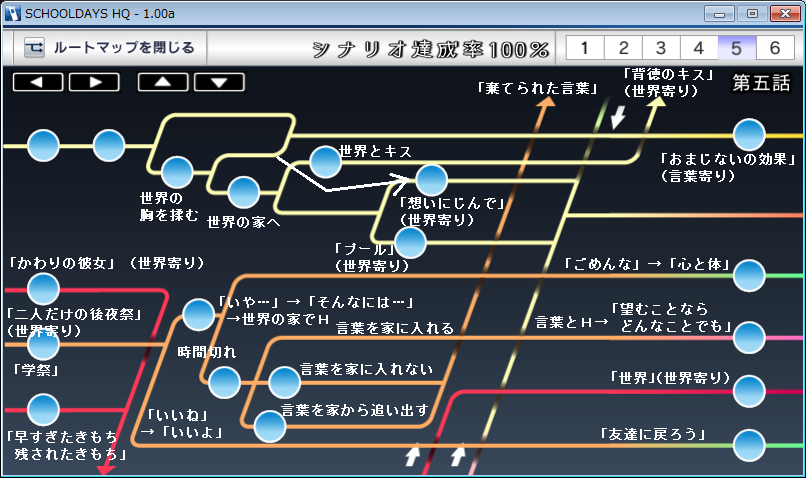 SCHOOLDAYS HQ - 1.00a
ルートマップを閉じる
シナリオ達成率100%
1 2 3 4 5 6
第五話
「棄てられた言葉」
「背徳のキス」
(世界寄り)
世界とキス
「おまじないの効果」
(言葉寄り)
世界の
胸を揉む
世界の家へ
「想いにじんで」
(世界寄り)
「プール」
(世界寄り)
「かわりの彼女」(世界寄り)
「ごめんな」→「心と体」
「二人だけの後夜祭」
(世界寄り)
「いや…」→「そんなには…」
→世界の家でH
言葉を家に入れる
言葉とH→「望むことなら
どんなことでも」
「学祭」
時間切れ
言葉を家に入れない
「世界」(世界寄り)
「いいね」
→「いいよ」
言葉を家から追い出す
「早すぎたきもち
残されたきもち」
「友達に戻ろう」